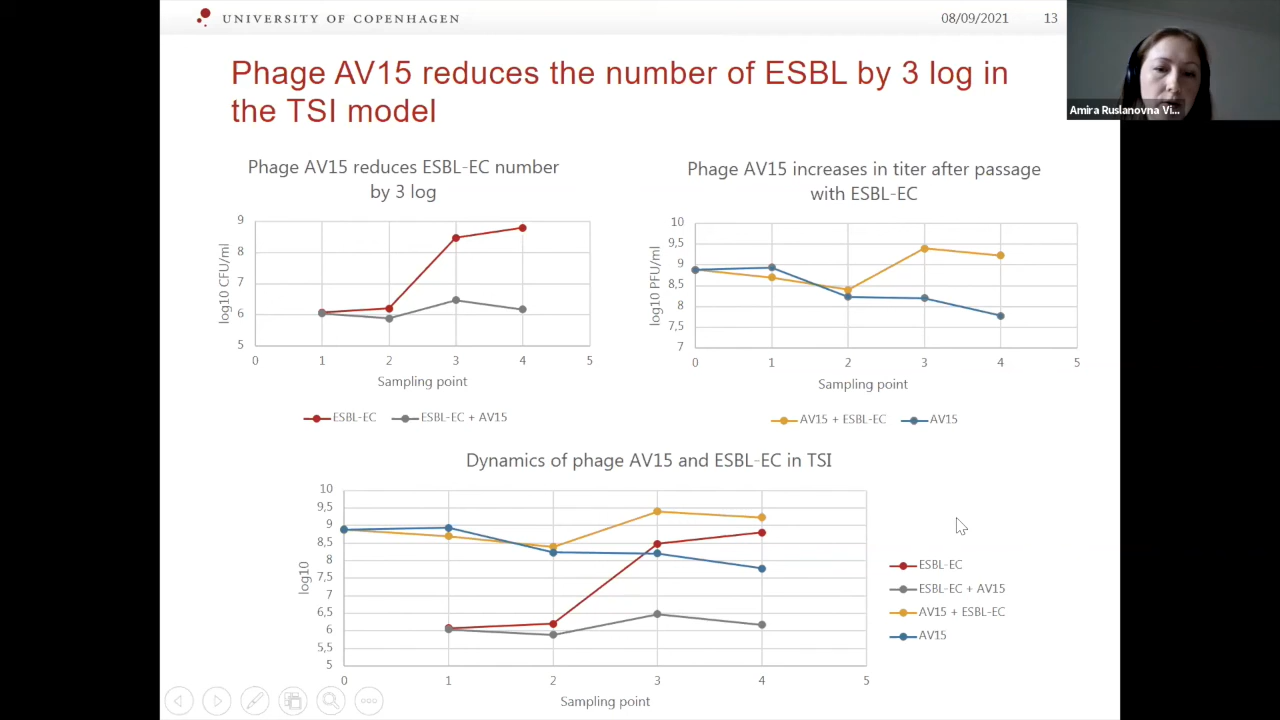 UNIVERSITY OF COPENHAGEN
08/09/2021
13
Amira Ruslanovna Vi...
Phage AV15 reduces the number of ESBL by 3 log in
the TSI model
Phage AV15 reduces ESBL-EC number
by 3 log
log10 CFU/ml
9
8
7
6
5
0 1 2 3 4 5
Sampling point
ESBL-EC
ESBL-EC + AV15
Phage AV15 increases in titer after passage
with ESBL-EC
log10 PFU/ml
10
9,5
9
8,5
8
7,5
7
0 1 2 3 4 5
Sampling point
AV15 + ESBL-EC
AV15
Dynamics of phage AV15 and ESBL-EC in TSI
log10
10
9,5
9
8,5
8
7,5
7
6,5
6
5,5
5
0 1 2 3 4 5
Sampling point
ESBL-EC
ESBL-EC + AV15
AV15 + ESBL-EC
AV15